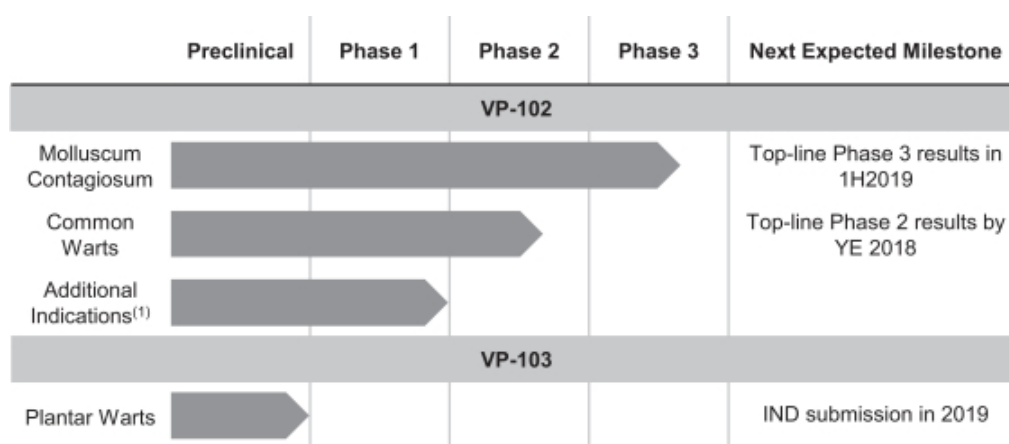 Preclinical Phase 1 Phase 2 Phase 3 Next Expected Milestone
VP-102
Molluscum
Contagiosum
Top-line Phase 3 results in
1H2019
Common
Warts
Top-line Phase 2 results by
YE 2018
Additional
Indications(1)
VP-103
Plantar Warts
IND submission in 2019